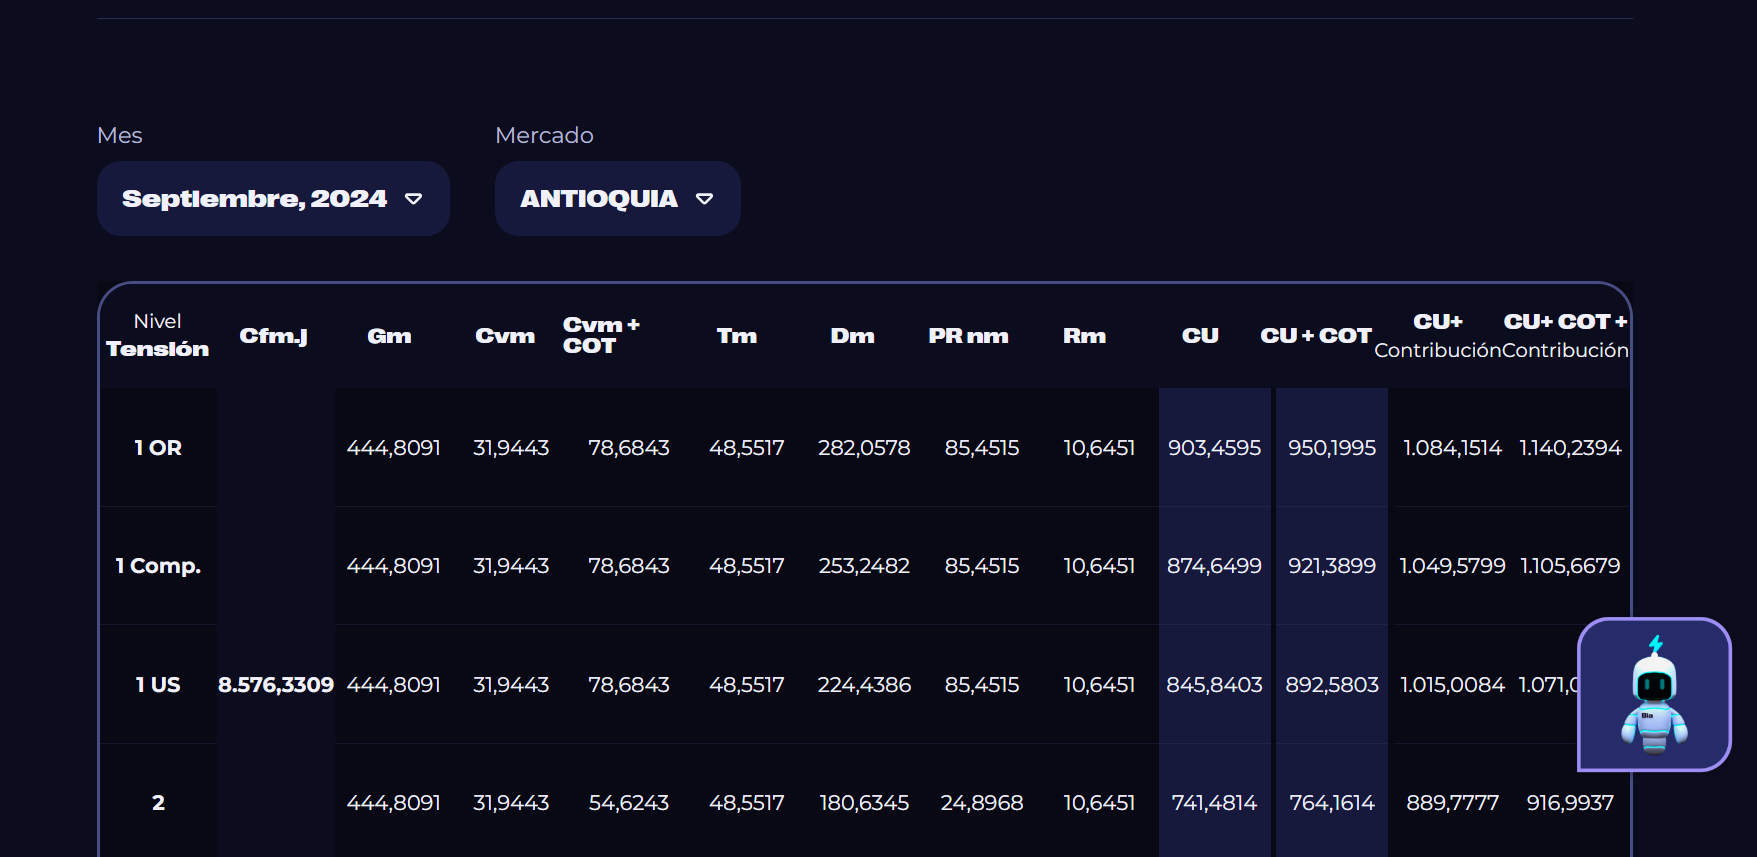 Mes Mercado
Septiembre, 2024 ANTIOQUIA
Nivel Tensión Cfm.j Gm Cvm Cvm + COT Tm Dm PR nm Rm CU CU + COT CU+ Contribución CU+ COT + Contribución
1 OR 444,8091 31,9443 78,6843 48,5517 282,0578 85,4515 10,6451 903,4595 950,1995 1.084,1514 1.140,2394
1 Comp. 444,8091 31,9443 78,6843 48,5517 253,2482 85,4515 10,6451 874,6499 921,3899 1.049,5799 1.105,6679
1 US 8.576,3309 444,8091 31,9443 78,6843 48,5517 224,4386 85,4515 10,6451 845,8403 892,5803 1.015,0084 1.071,0
2 444,8091 31,9443 54,6243 48,5517 180,6345 24,8968 10,6451 741,4814 764,1614 889,7777 916,9937
Bia